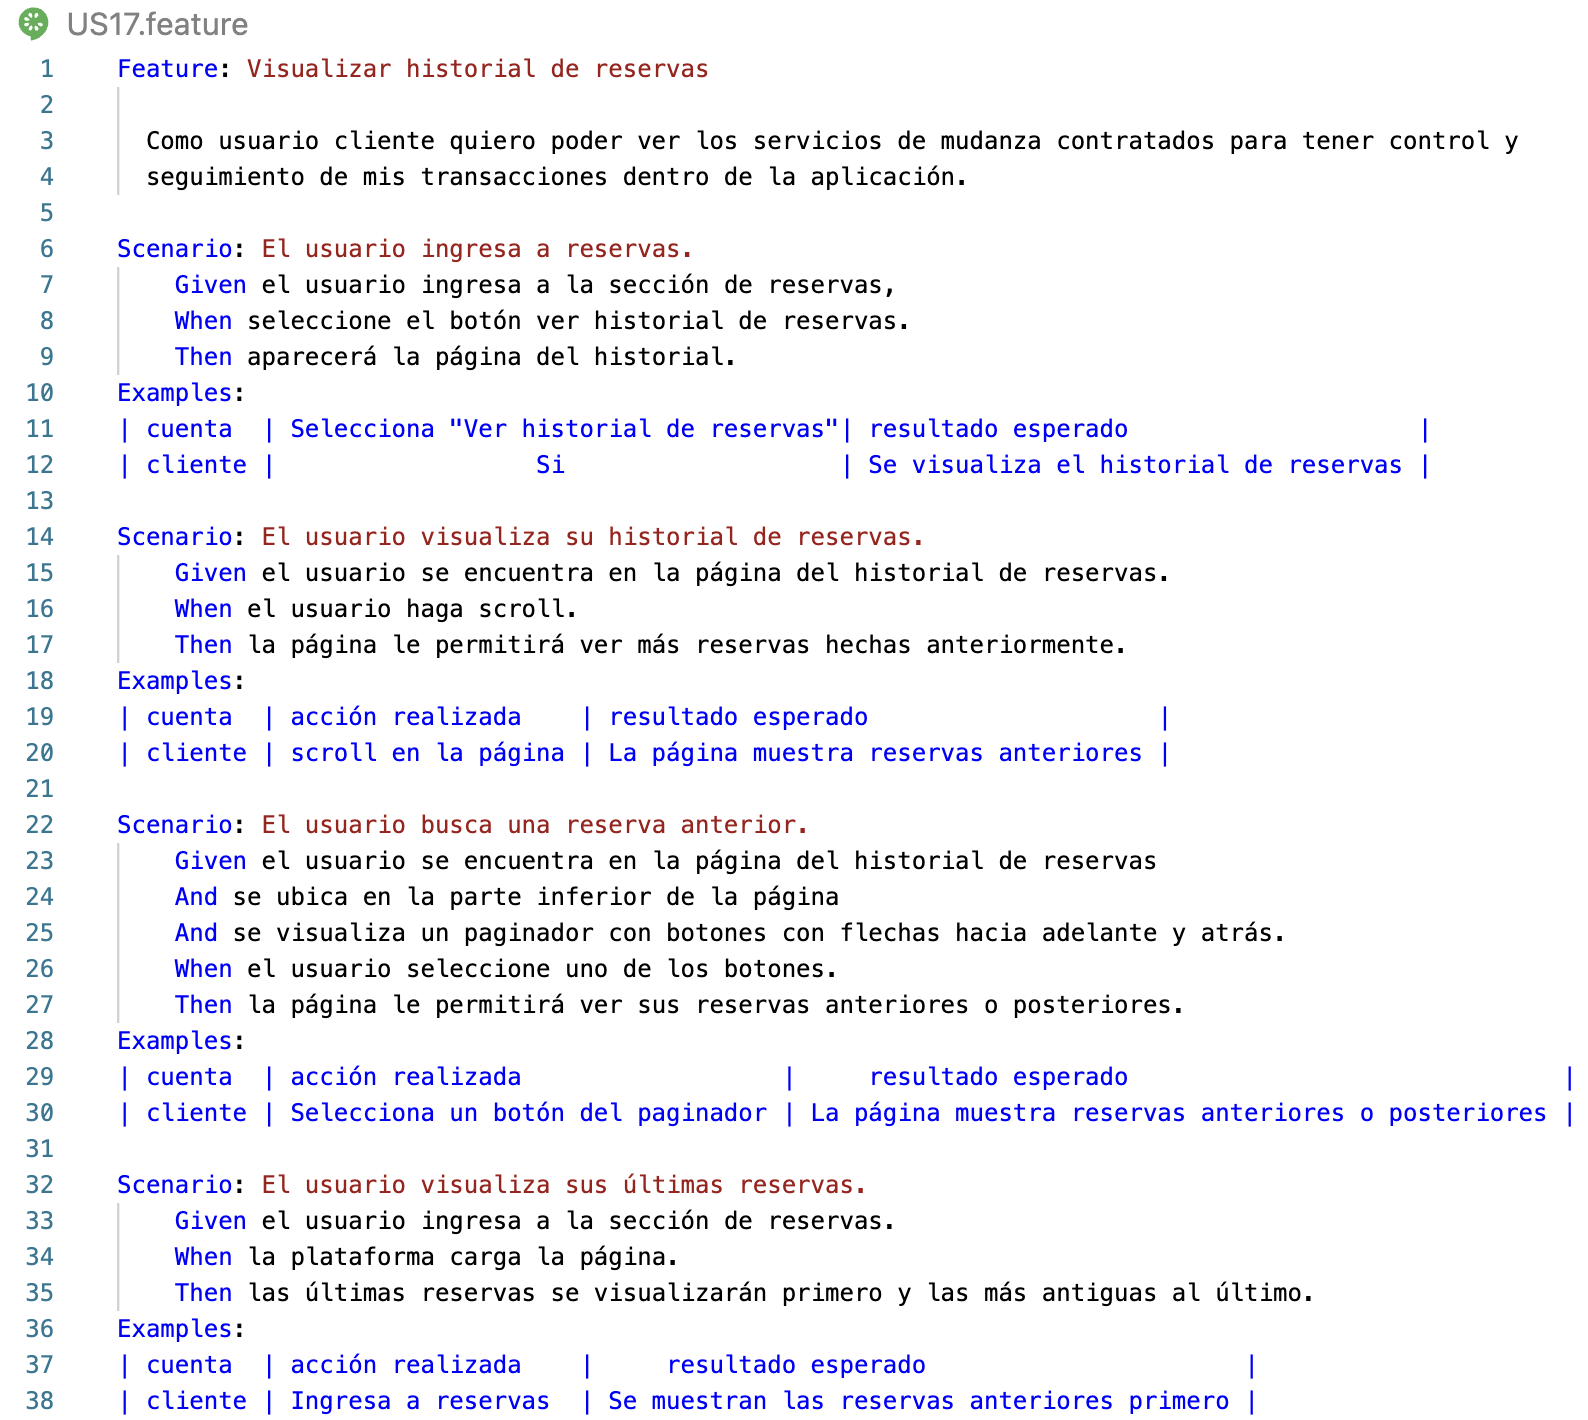 US17.feature
1 Feature: Visualizar historial de reservas
2
3 Como usuario cliente quiero poder ver los servicios de mudanza contratados para tener control y
4 seguimiento de mis transacciones dentro de la aplicación.
5
6 Scenario: El usuario ingresa a reservas.
7 Given el usuario ingresa a la sección de reservas,
8 When seleccione el botón ver historial de reservas.
9 Then aparecerá la página del historial.
10 Examples:
11 | cuenta | Selecciona "Ver historial de reservas"| resultado esperado |
12 | cliente | Si | Se visualiza el historial de reservas |
13
14 Scenario: El usuario visualiza su historial de reservas.
15 Given el usuario se encuentra en la página del historial de reservas.
16 When el usuario haga scroll.
17 Then la página le permitirá ver más reservas hechas anteriormente.
18 Examples:
19 | cuenta | acción realizada | resultado esperado |
20 | cliente | scroll en la página | La página muestra reservas anteriores |
21
22 Scenario: El usuario busca una reserva anterior.
23 Given el usuario se encuentra en la página del historial de reservas
24 And se ubica en la parte inferior de la página
25 And se visualiza un paginador con botones con flechas hacia adelante y atrás.
26 When el usuario seleccione uno de los botones.
27 Then la página le permitirá ver sus reservas anteriores o posteriores.
28 Examples:
29 | cuenta | acción realizada | resultado esperado |
30 | cliente | Selecciona un botón del paginador | La página muestra reservas anteriores o posteriores |
31
32 Scenario: El usuario visualiza sus últimas reservas.
33 Given el usuario ingresa a la sección de reservas.
34 When la plataforma carga la página.
35 Then las últimas reservas se visualizarán primero y las más antiguas al último.
36 Examples:
37 | cuenta | acción realizada | resultado esperado |
38 | cliente | Ingresa a reservas | Se muestran las reservas anteriores primero |